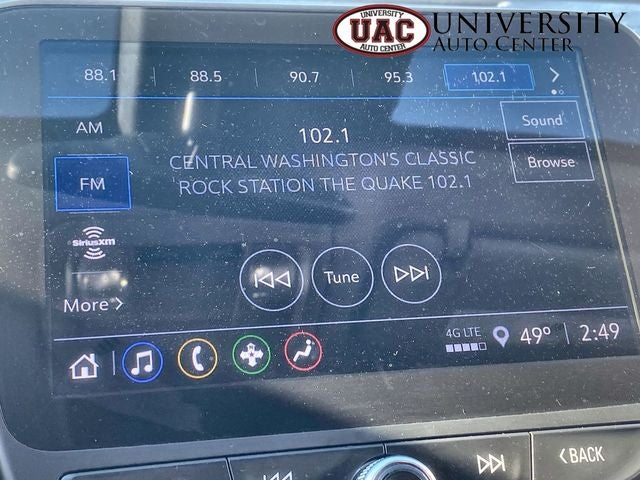 UNIVERSITY
UAC
AUTO CENTER
UNIVERSITY
AUTO CENTER
88.1 88.5 90.7 95.3 102.1
AM
FM
SiriusXM
More
102.1
CENTRAL WASHINGTON'S CLASSIC
ROCK STATION THE QUAKE 102.1
Sound
Browse
Tune
4G LTE 49° 2:49
BACK